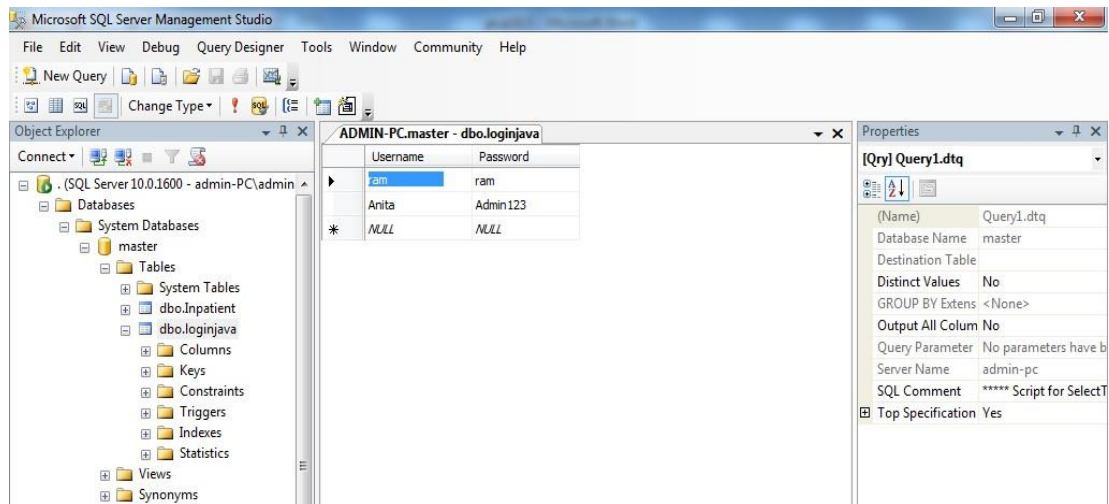 Microsoft SQL Server Management Studio
File Edit View Debug Query Designer Tools Window Community Help
New Query
SQL Change Type SQL
Object Explorer
Connect
. (SQL Server 10.0.1600 - admin-PC\admin
Databases
System Databases
master
Tables
System Tables
dbo.Inpatient
dbo.loginjava
Columns
Keys
Constraints
Triggers
Indexes
Statistics
Views
Synonyms
ADMIN-PC.master - dbo.loginjava
Username Password
ram ram
Anita Admin123
NULL NULL
Properties
[Qry] Query1.dtq
(Name) Query1.dtq
Database Name master
Destination Table
Distinct Values No
GROUP BY Extens <None>
Output All Colum No
Query Parameter No parameters have b
Server Name admin-pc
SQL Comment ***** Script for SelectT
Top Specification Yes